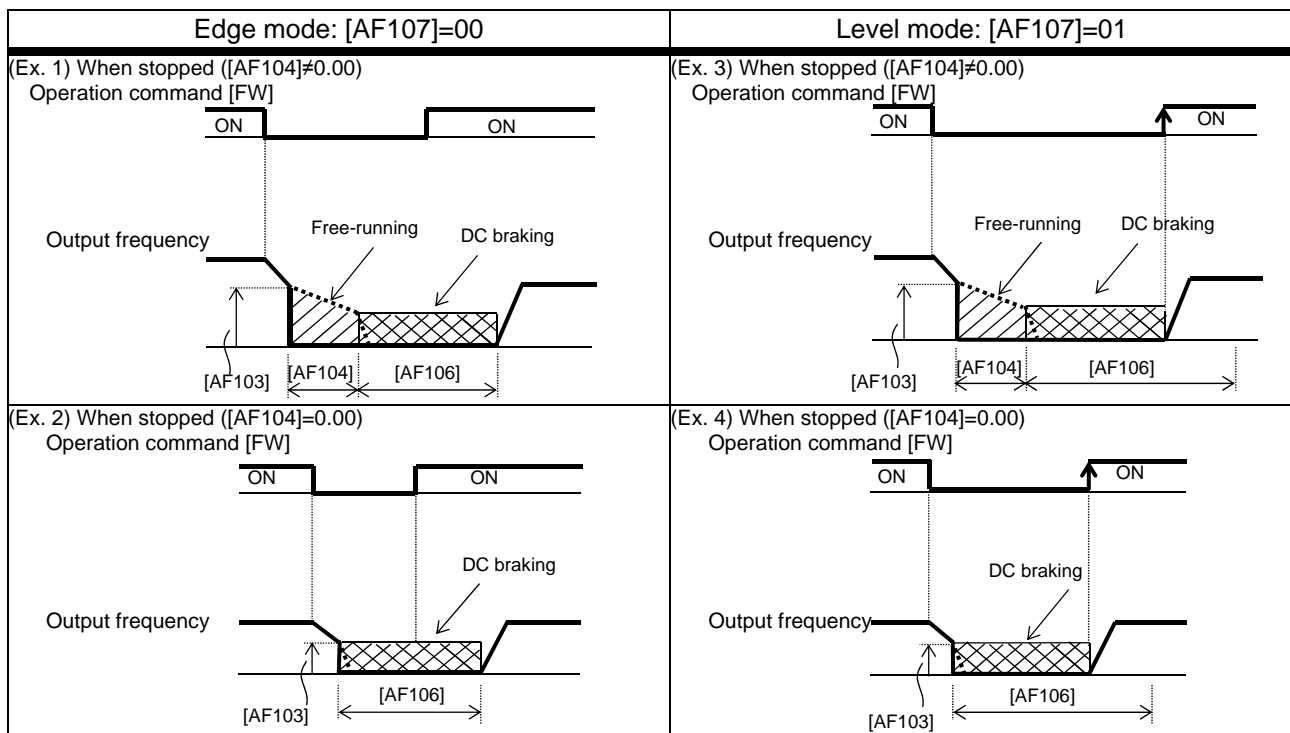 Edge mode: [AF107]=00
Level mode: [AF107]=01
(Ex. 1) When stopped ([AF104]≠0.00)
Operation command [FW]
ON
ON
Output frequency
Free-running
DC braking
[AF103]
[AF104]
[AF106]
(Ex. 3) When stopped ([AF104]≠0.00)
Operation command [FW]
ON
ON
Output frequency
Free-running
DC braking
[AF103]
[AF104]
[AF106]
(Ex. 2) When stopped ([AF104]=0.00)
Operation command [FW]
ON
ON
DC braking
Output frequency
[AF106]
[AF103]
(Ex. 4) When stopped ([AF104]=0.00)
Operation command [FW]
ON
ON
DC braking
Output frequency
[AF106]
[AF103]